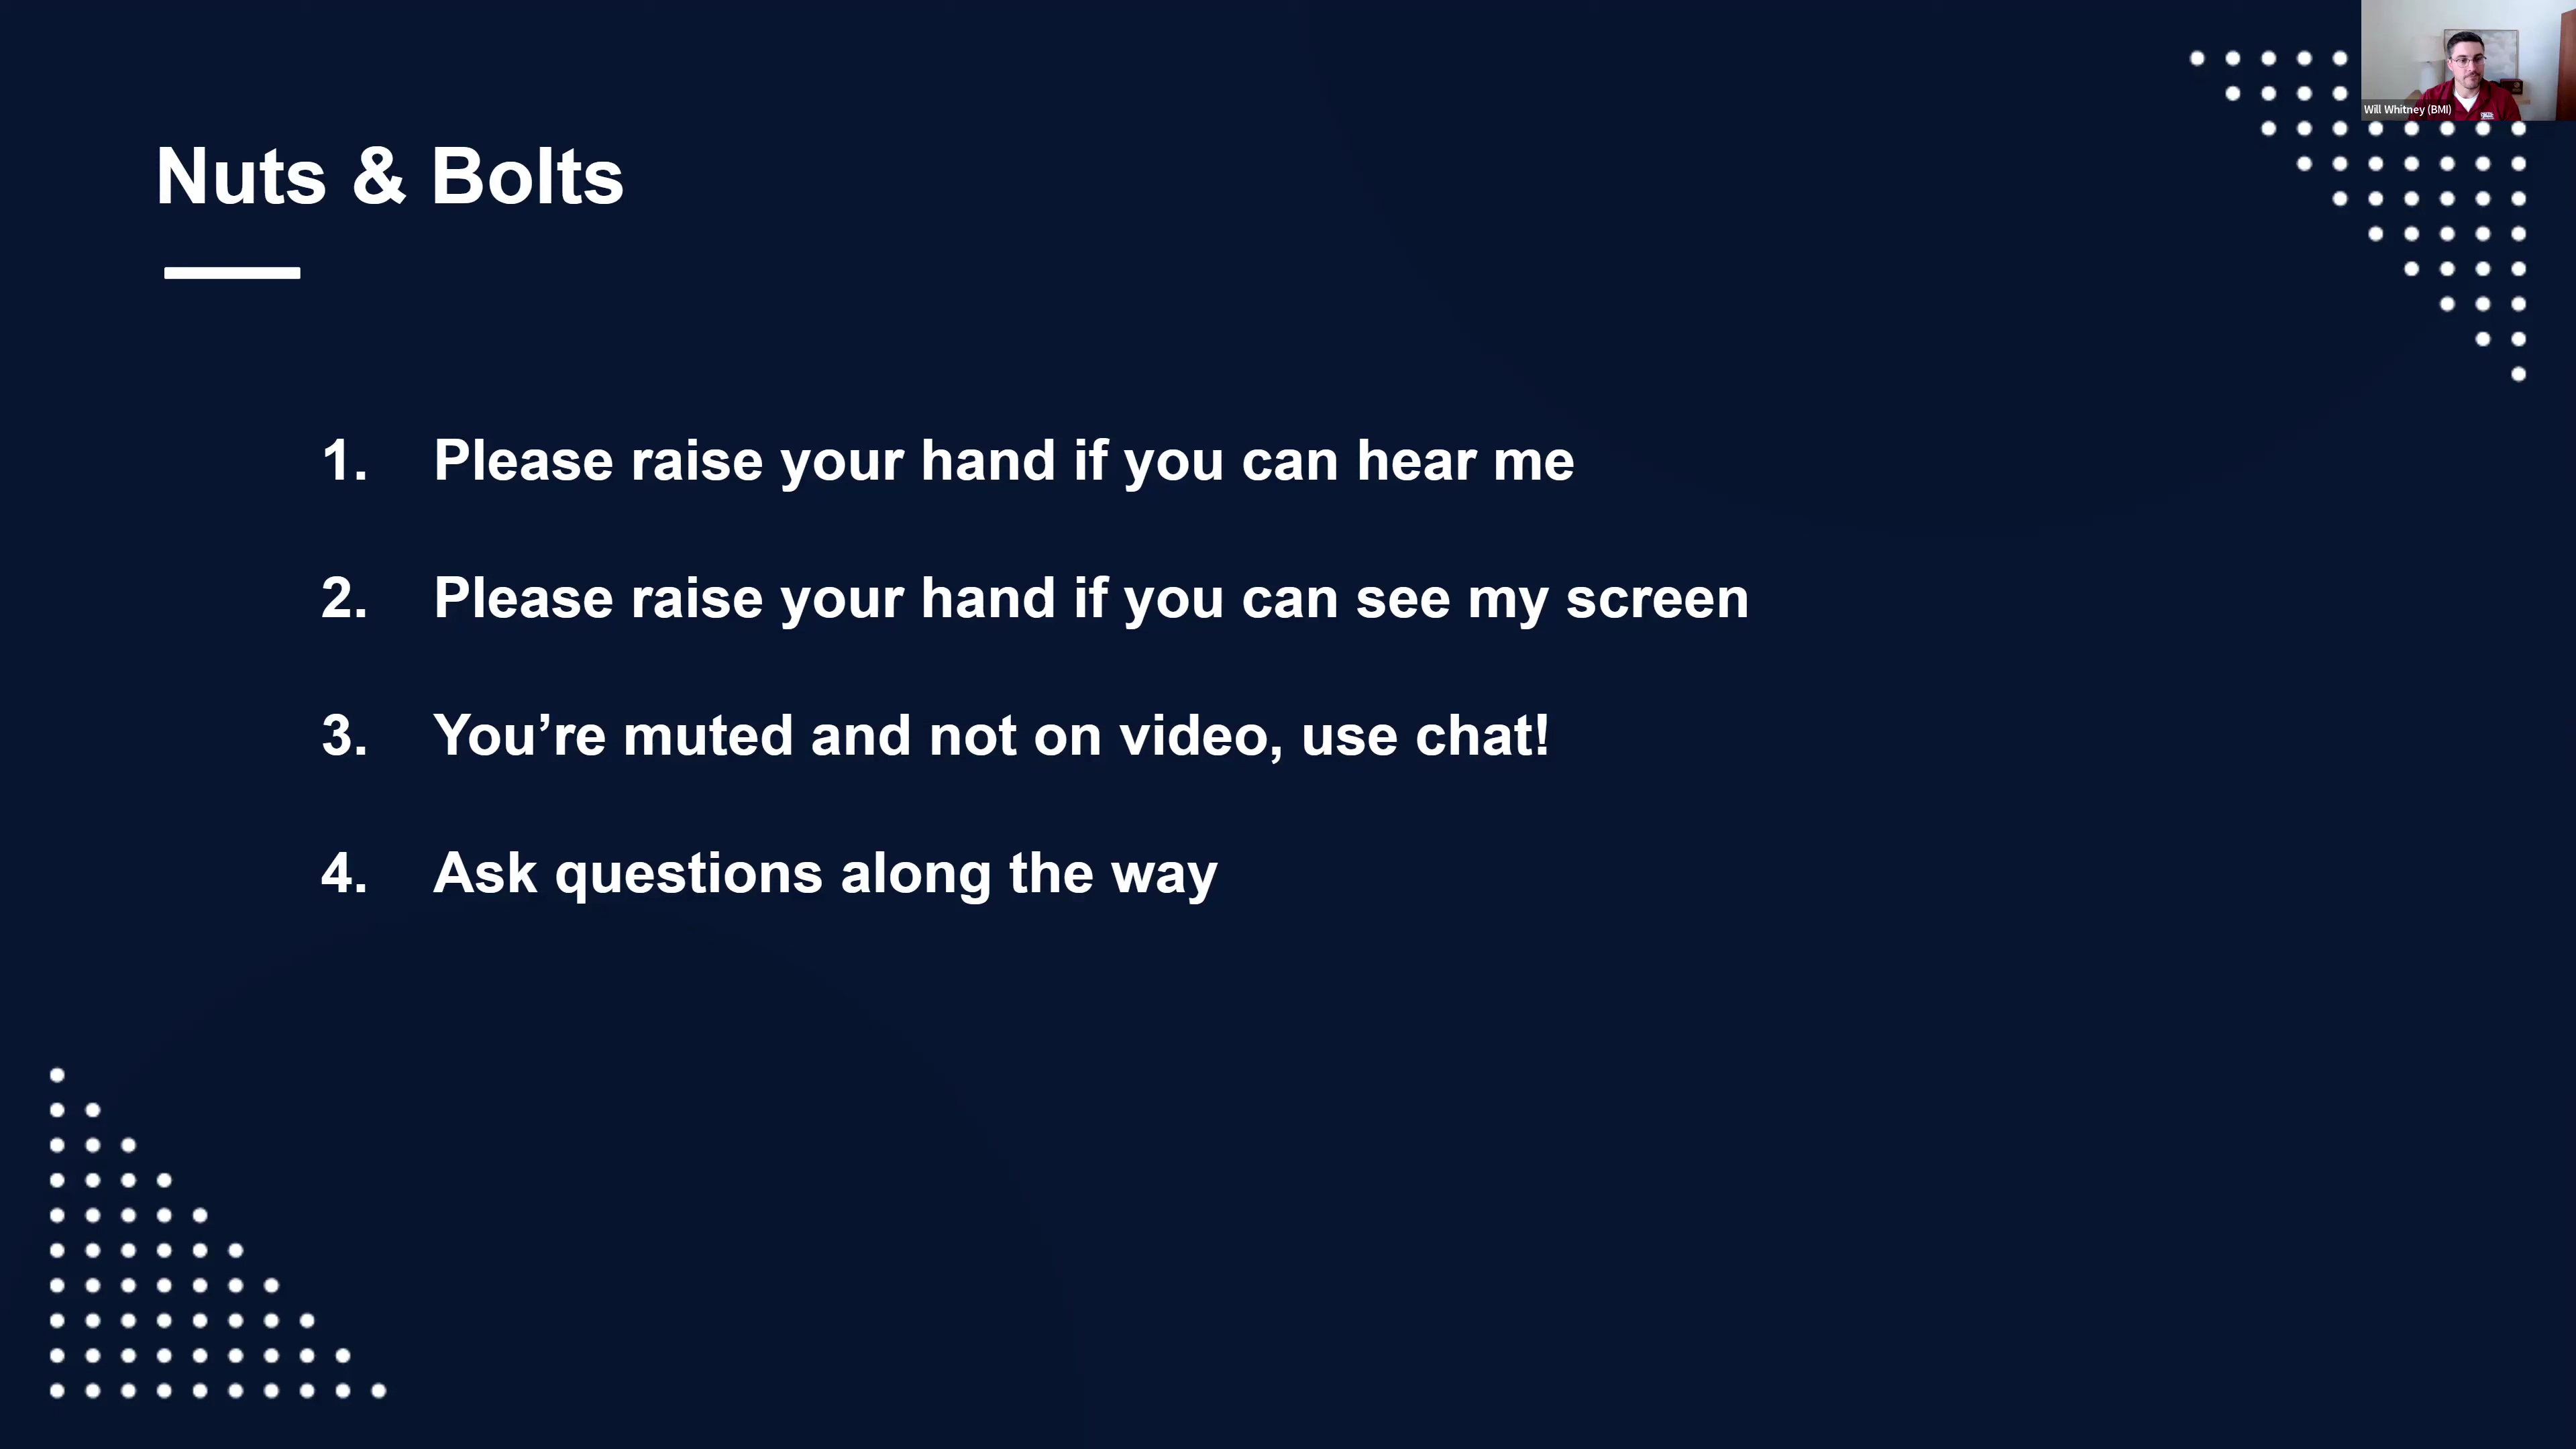 Nuts & Bolts
1. Please raise your hand if you can hear me
2. Please raise your hand if you can see my screen
3. You’re muted and not on video, use chat!
4. Ask questions along the way
Will Whitney (BMI)